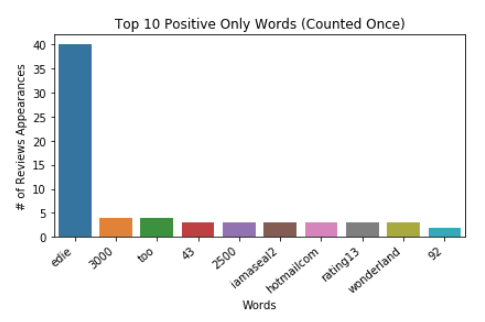 Top 10 Positive Only Words (Counted Once)
# of Reviews Appearances
40
35
30
25
20
15
10
5
0
edie
3000
too
43
2500
iamaseal2
hotmailcom
rating13
wonderland
92
Words